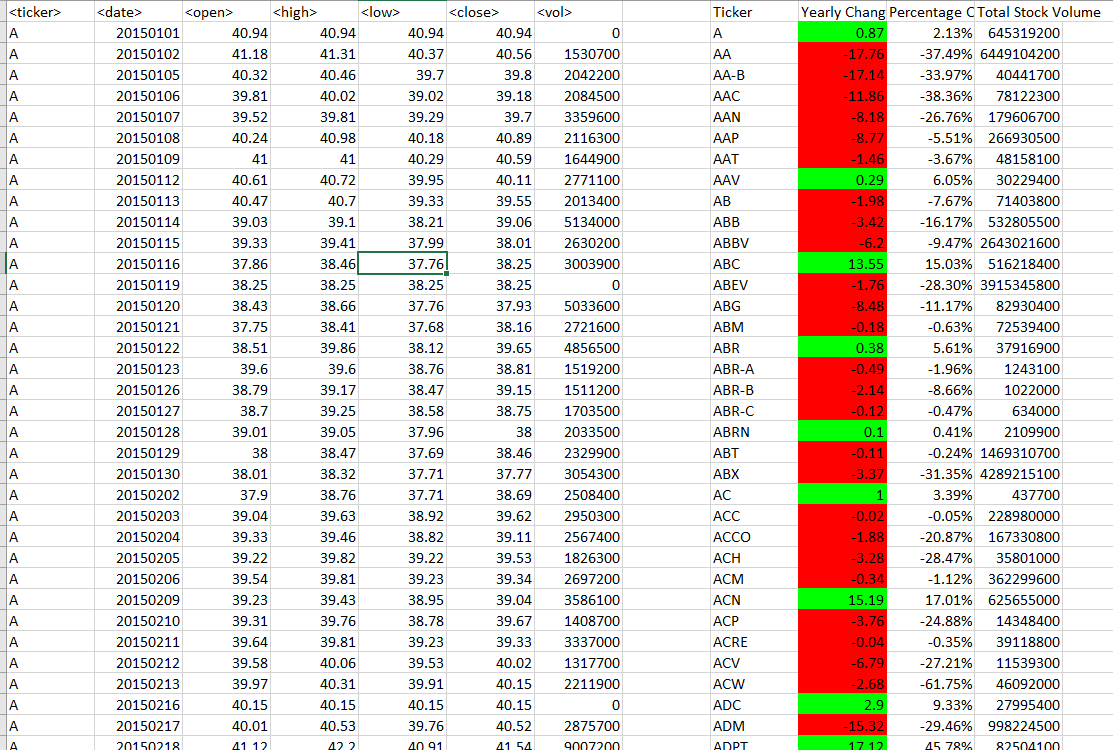 <ticker> <date> <open> <high> <low> <close> <vol> Ticker Yearly Chang Percentage C Total Stock Volume
A 20150101 40.94 40.94 40.94 40.94 0 A 0.87 2.13% 645319200
A 20150102 41.18 41.31 40.37 40.56 1530700 AA -17.76 -37.49% 6449104200
A 20150105 40.32 40.46 39.7 39.8 2042200 AA-B -17.14 -33.97% 40441700
A 20150106 39.81 40.02 39.02 39.18 2084500 AAC -11.86 -38.36% 78122300
A 20150107 39.52 39.81 39.29 39.7 3359600 AAN -8.18 -26.76% 179606700
A 20150108 40.24 40.98 40.18 40.89 2116300 AAP -8.77 -5.51% 266930500
A 20150109 41 41 40.29 40.59 1644900 AAT -1.46 -3.67% 48158100
A 20150112 40.61 40.72 39.95 40.11 2771100 AAV 0.29 6.05% 30229400
A 20150113 40.47 40.7 39.33 39.55 2013400 AB -1.98 -7.67% 71403800
A 20150114 39.03 39.1 38.21 39.06 5134000 ABB -3.42 -16.17% 532805500
A 20150115 39.33 39.41 37.99 38.01 2630200 ABBV -6.2 -9.47% 2643021600
A 20150116 37.86 38.46 37.76 38.25 3003900 ABC 13.55 15.03% 516218400
A 20150119 38.25 38.25 38.25 38.25 0 ABEV -1.76 -28.30% 3915345800
A 20150120 38.43 38.66 37.76 37.93 5033600 ABG -8.48 -11.17% 82930400
A 20150121 37.75 38.41 37.68 38.16 2721600 ABM -0.18 -0.63% 72539400
A 20150122 38.51 39.86 38.12 39.65 4856500 ABR 0.38 5.61% 37916900
A 20150123 39.6 39.6 38.76 38.81 1519200 ABR-A -0.49 -1.96% 1243100
A 20150126 38.79 39.17 38.47 39.15 1511200 ABR-B -2.14 -8.66% 1022000
A 20150127 38.7 39.25 38.58 38.75 1703500 ABR-C -0.12 -0.47% 634000
A 20150128 39.01 39.05 37.96 38 2033500 ABRN 0.1 0.41% 2109900
A 20150129 38 38.47 37.69 38.46 2329900 ABT -0.11 -0.24% 1469310700
A 20150130 38.01 38.32 37.71 37.77 3054300 ABX -3.37 -31.35% 4289215100
A 20150202 37.9 38.76 37.71 38.69 2508400 AC 1 3.39% 437700
A 20150203 39.04 39.63 38.92 39.62 2950300 ACC -0.02 -0.05% 228980000
A 20150204 39.33 39.46 38.82 39.11 2567400 ACCO -1.88 -20.87% 167330800
A 20150205 39.22 39.82 39.22 39.53 1826300 ACH -3.28 -28.47% 35801000
A 20150206 39.54 39.81 39.23 39.34 2697200 ACM -0.34 -1.12% 362299600
A 20150209 39.23 39.43 38.95 39.04 3586100 ACN 15.19 17.01% 625655000
A 20150210 39.31 39.76 38.78 39.67 1408700 ACP -3.76 -24.88% 14348400
A 20150211 39.64 39.81 39.23 39.33 3337000 ACRE -0.04 -0.35% 39118800
A 20150212 39.58 40.06 39.53 40.02 1317700 ACV -6.79 -27.21% 11539300
A 20150213 39.97 40.31 39.91 40.15 2211900 ACW -2.68 -61.75% 46092000
A 20150216 40.15 40.15 40.15 40.15 0 ADC 2.9 9.33% 27995400
A 20150217 40.01 40.53 39.76 40.52 2875700 ADM -15.32 -29.46% 998224500
A 20150218 41.12 42.2 40.91 41.54 9007200 ADPT 17.12 45.78% 82504100